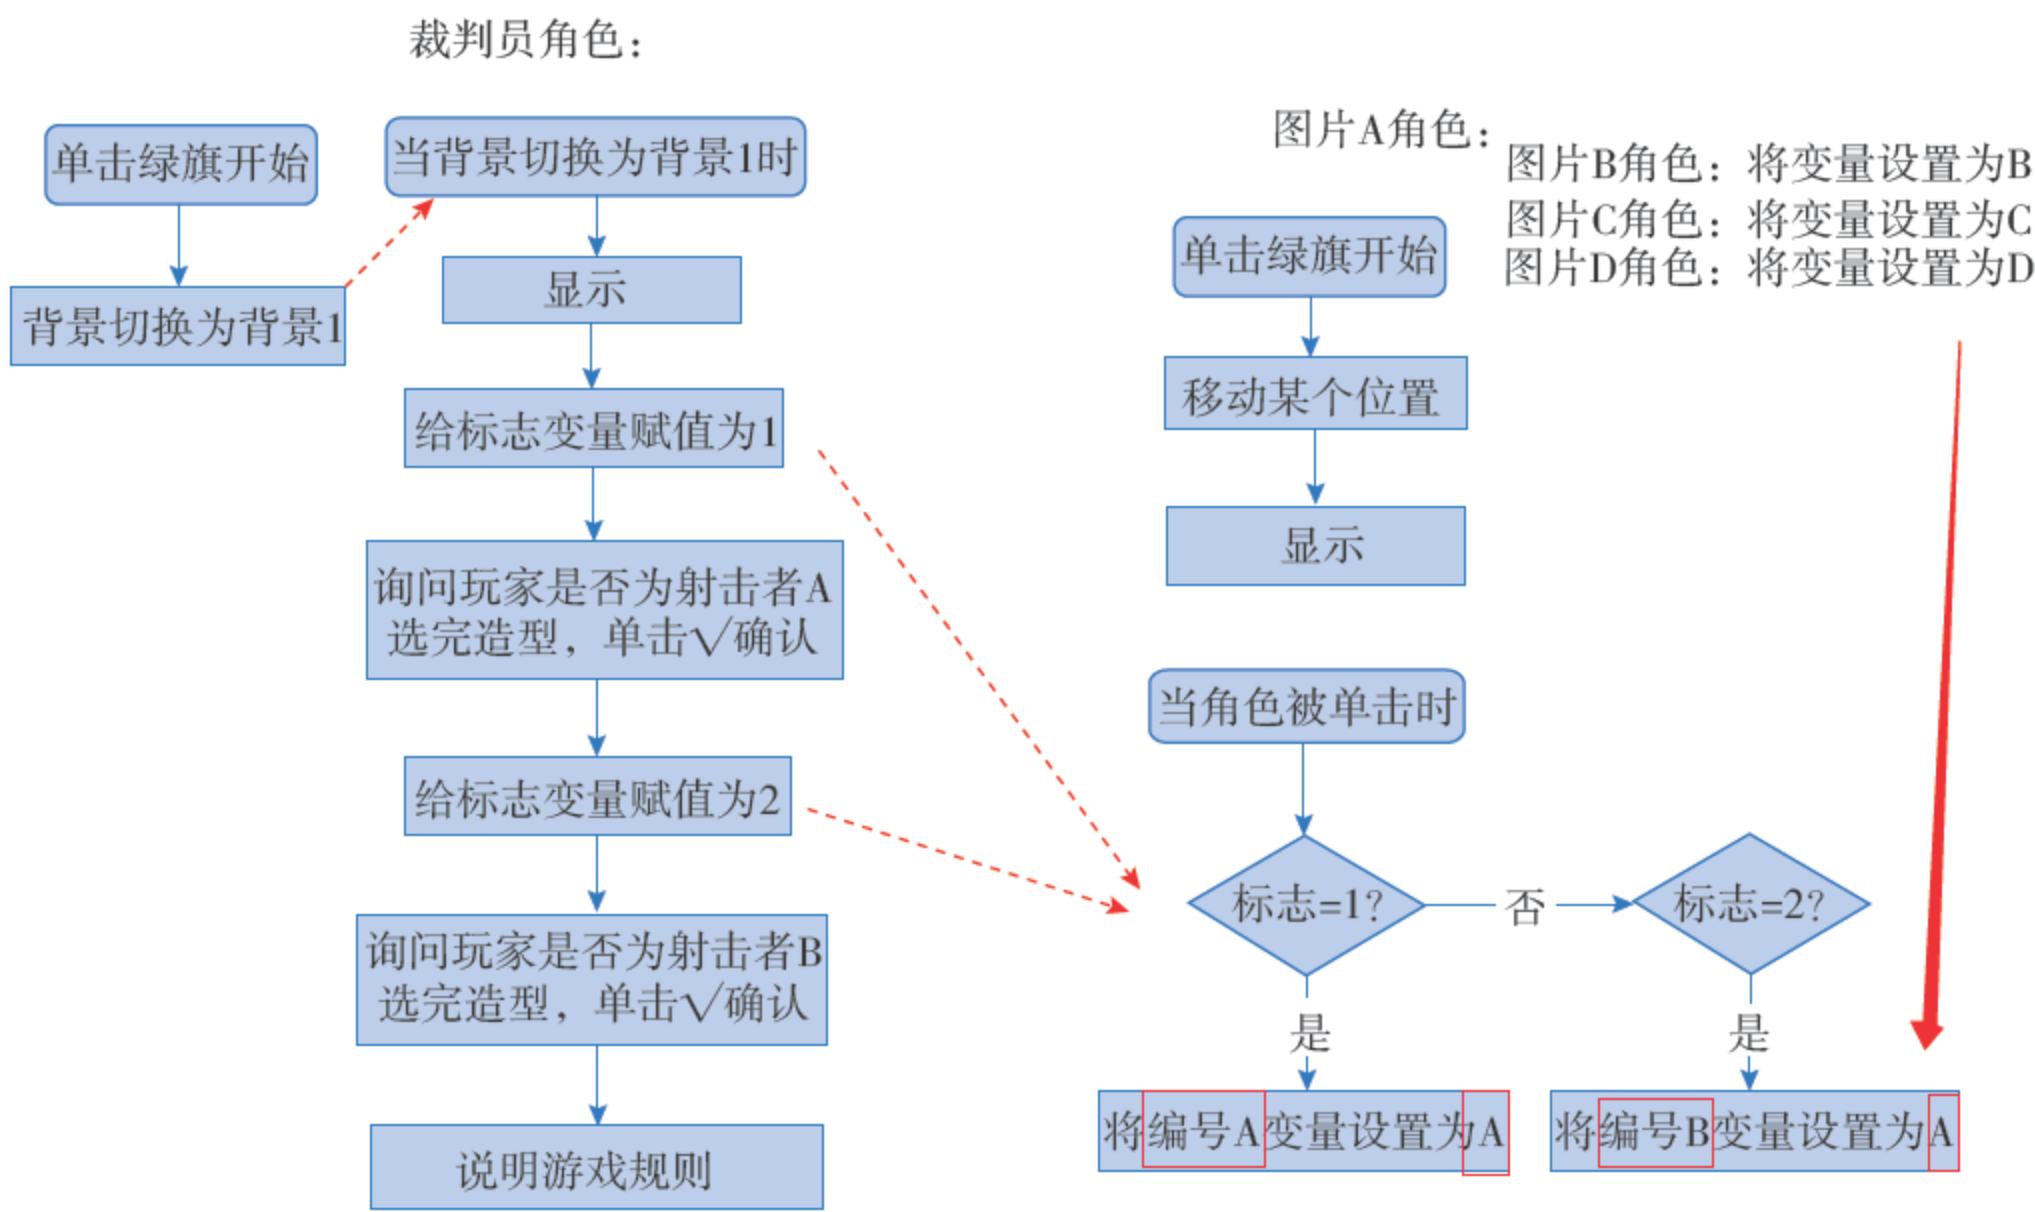 裁判员角色：
单击绿旗开始
背景切换为背景1
当背景切换为背景1时
显示
给标志变量赋值为1
询问玩家是否为射击者A
选完造型，单击√确认
给标志变量赋值为2
询问玩家是否为射击者B
选完造型，单击√确认
说明游戏规则
图片A角色：
图片B角色：将变量设置为B
图片C角色：将变量设置为C
图片D角色：将变量设置为D
单击绿旗开始
移动某个位置
显示
当角色被单击时
标志=1?
否
标志=2?
是
是
将编号A变量设置为A
将编号B变量设置为A